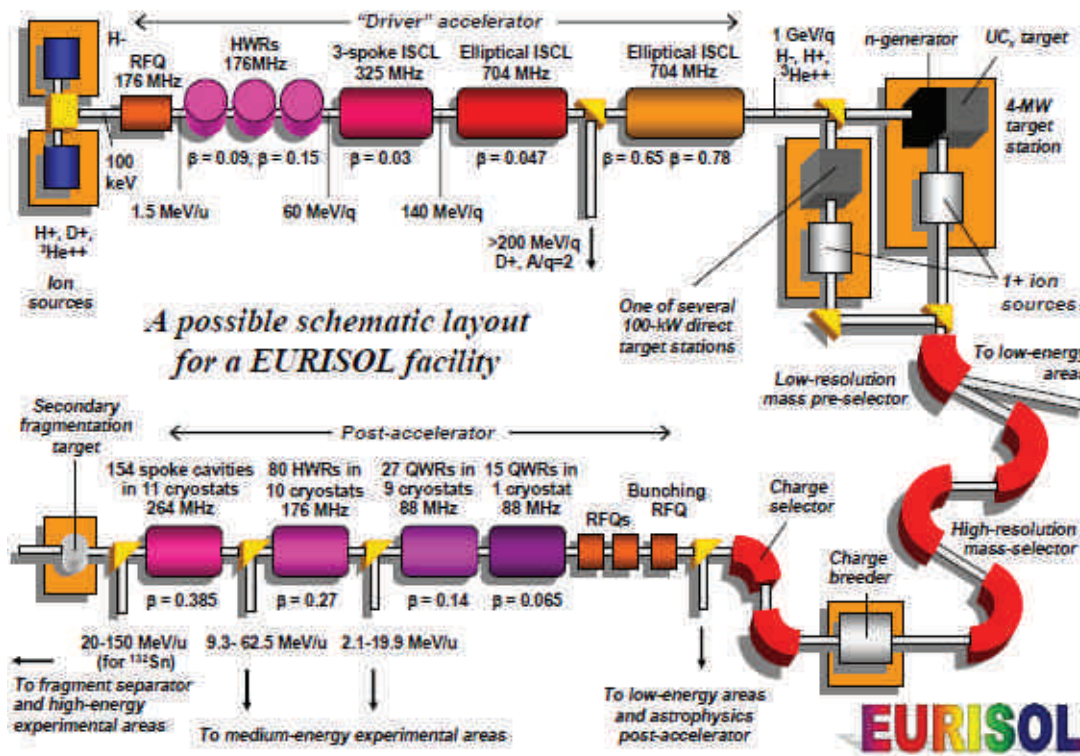 "Driver" accelerator
H-
RFQ
176 MHz
HWRs
176MHz
3-spoke ISCL
325 MHz
Elliptical ISCL
704 MHz
Elliptical ISCL
704 MHz
1 GeV/q
H-, H+,
³He++
n-generator
UCₓ target
4-MW
target
station
100
keV
β = 0.09, β = 0.15
β = 0.03
β = 0.047
β = 0.65 β = 0.78
1.5 MeV/u
60 MeV/q
140 MeV/q
>200 MeV/q
D+, A/q=2
H+, D+,
³He++
Ion
sources
One of several
100-kW direct
target stations
1+ ion
sources
A possible schematic layout
for a EURISOL facility
Low-resolution
mass pre-selector
To low-energy
areas
Secondary
fragmentation
target
Post-accelerator
154 spoke cavities
in 11 cryostats
264 MHz
80 HWRs in
10 cryostats
176 MHz
27 QWRs in
9 cryostats
88 MHz
15 QWRs in
1 cryostat
88 MHz
RFQs
Bunching
RFQ
Charge
selector
High-resolution
mass-selector
Charge
breeder
β = 0.385
β = 0.27
β = 0.14
β = 0.065
20-150 MeV/u
(for ¹³²Sn)
9.3- 62.5 MeV/u
2.1-19.9 MeV/u
To fragment separator
and high-energy
experimental areas
To medium-energy experimental areas
To low-energy areas
and astrophysics
post-accelerator
EURISOL